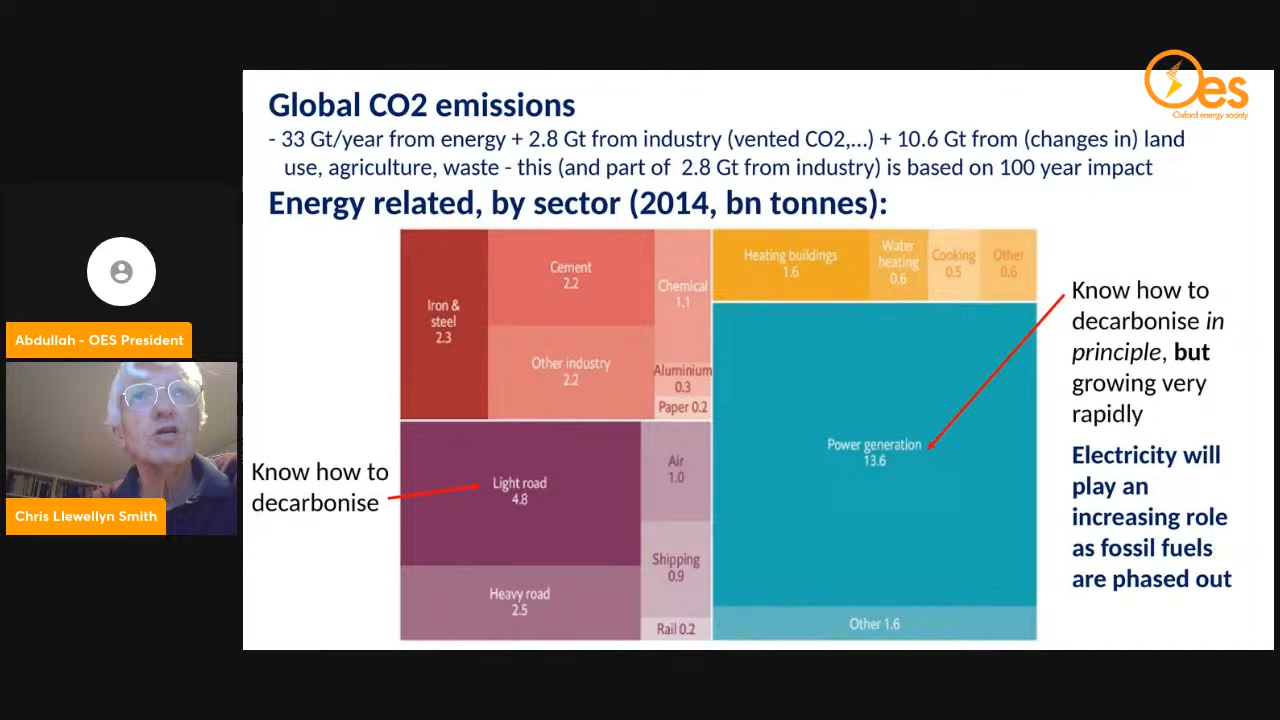 Oes
Oxford energy society
Global CO2 emissions
- 33 Gt/year from energy + 2.8 Gt from industry (vented CO2,...) + 10.6 Gt from (changes in) land
use, agriculture, waste - this (and part of 2.8 Gt from industry) is based on 100 year impact
Energy related, by sector (2014, bn tonnes):
Iron &
steel
2.3
Cement
2.2
Other industry
2.2
Chemical
1.1
Aluminium
0.3
Paper 0.2
Heating buildings
1.6
Water
heating
0.6
Cooking
0.5
Other
0.6
Power generation
13.6
Other 1.6
Light road
4.8
Heavy road
2.5
Air
1.0
Shipping
0.9
Rail 0.2
Know how to
decarbonise
Know how to
decarbonise in
principle, but
growing very
rapidly
Electricity will
play an
increasing role
as fossil fuels
are phased out
Abdullah - OES President
Chris Llewellyn Smith